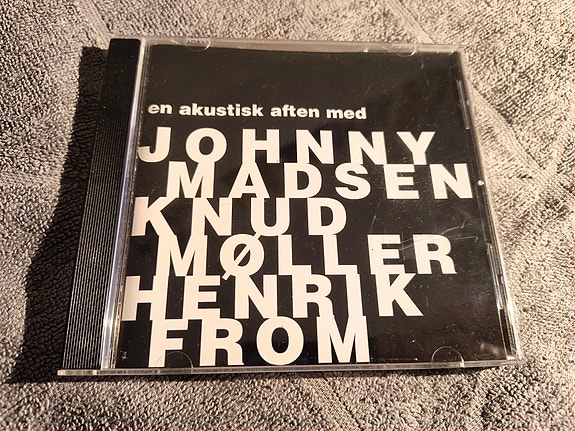 en akustisk aften med
JOHNNY
MADSEN
KNUD
MØLLER
HENRIK
FROM